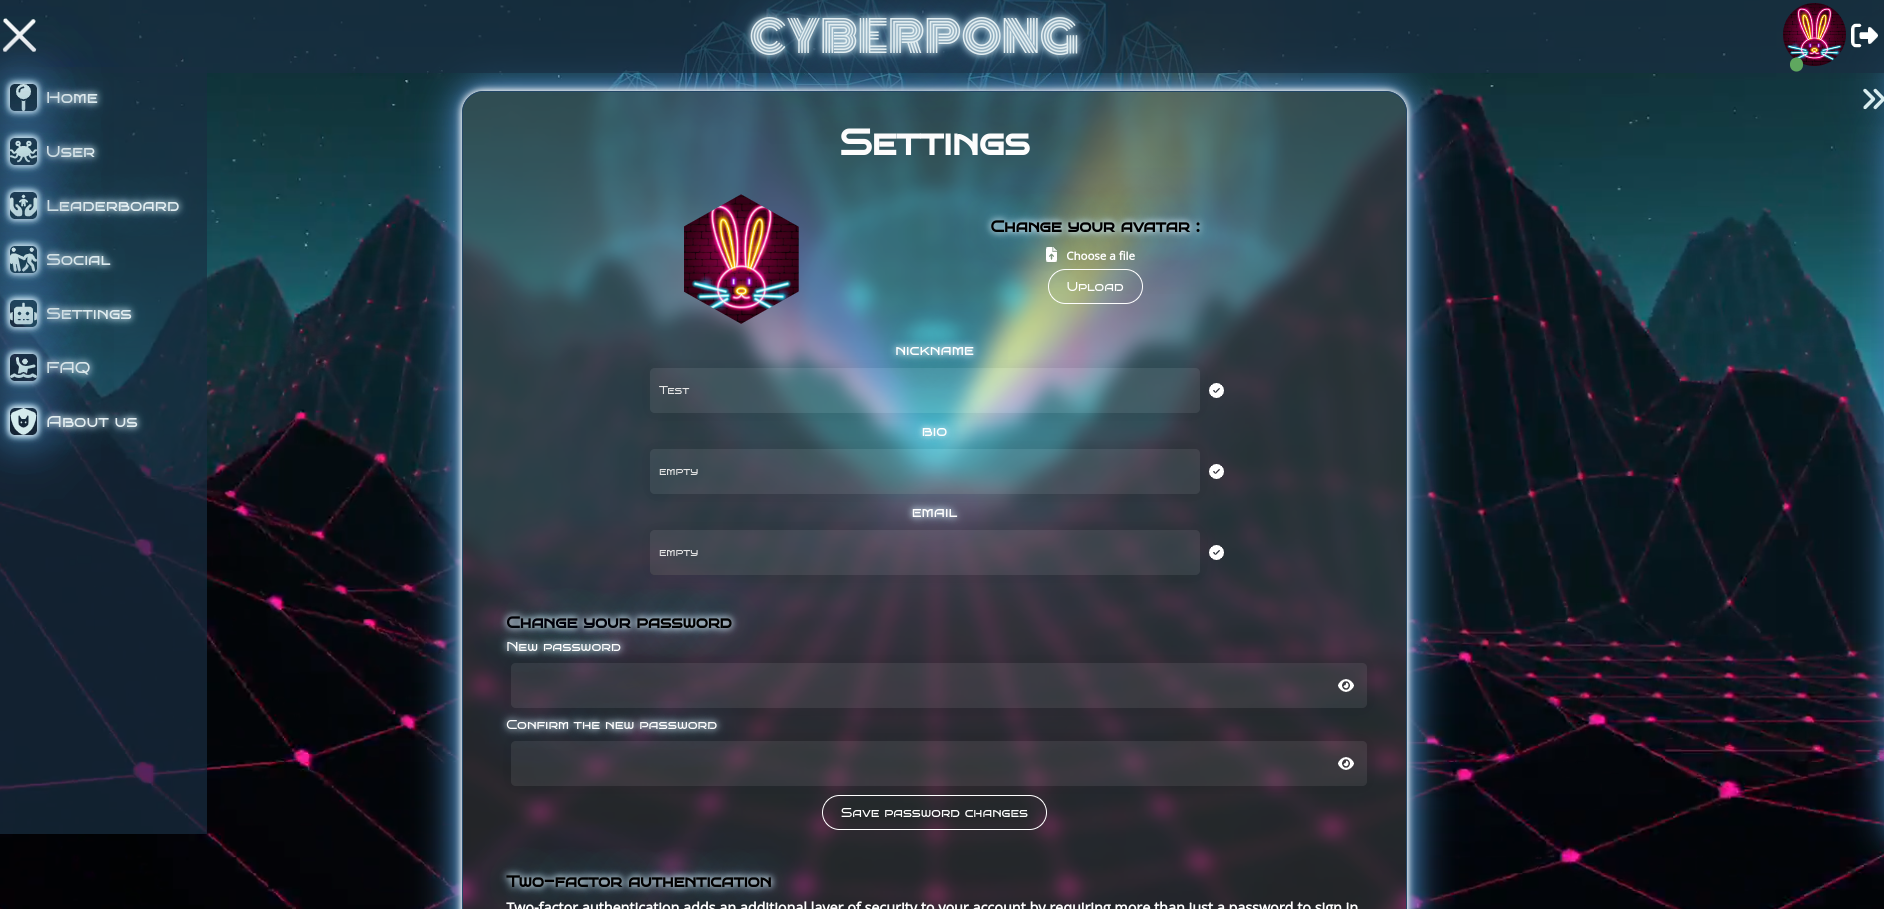 CYBERPONG
Home
User
Leaderboard
Social
Settings
FAQ
About us
Settings
Change your avatar :
Choose a file
Upload
nickname
Test
bio
empty
email
empty
Change your password
New password
Confirm the new password
Save password changes
Two-factor authentication
Two-factor authentication adds an additional layer of security to your account by requiring more than just a password to sign in.